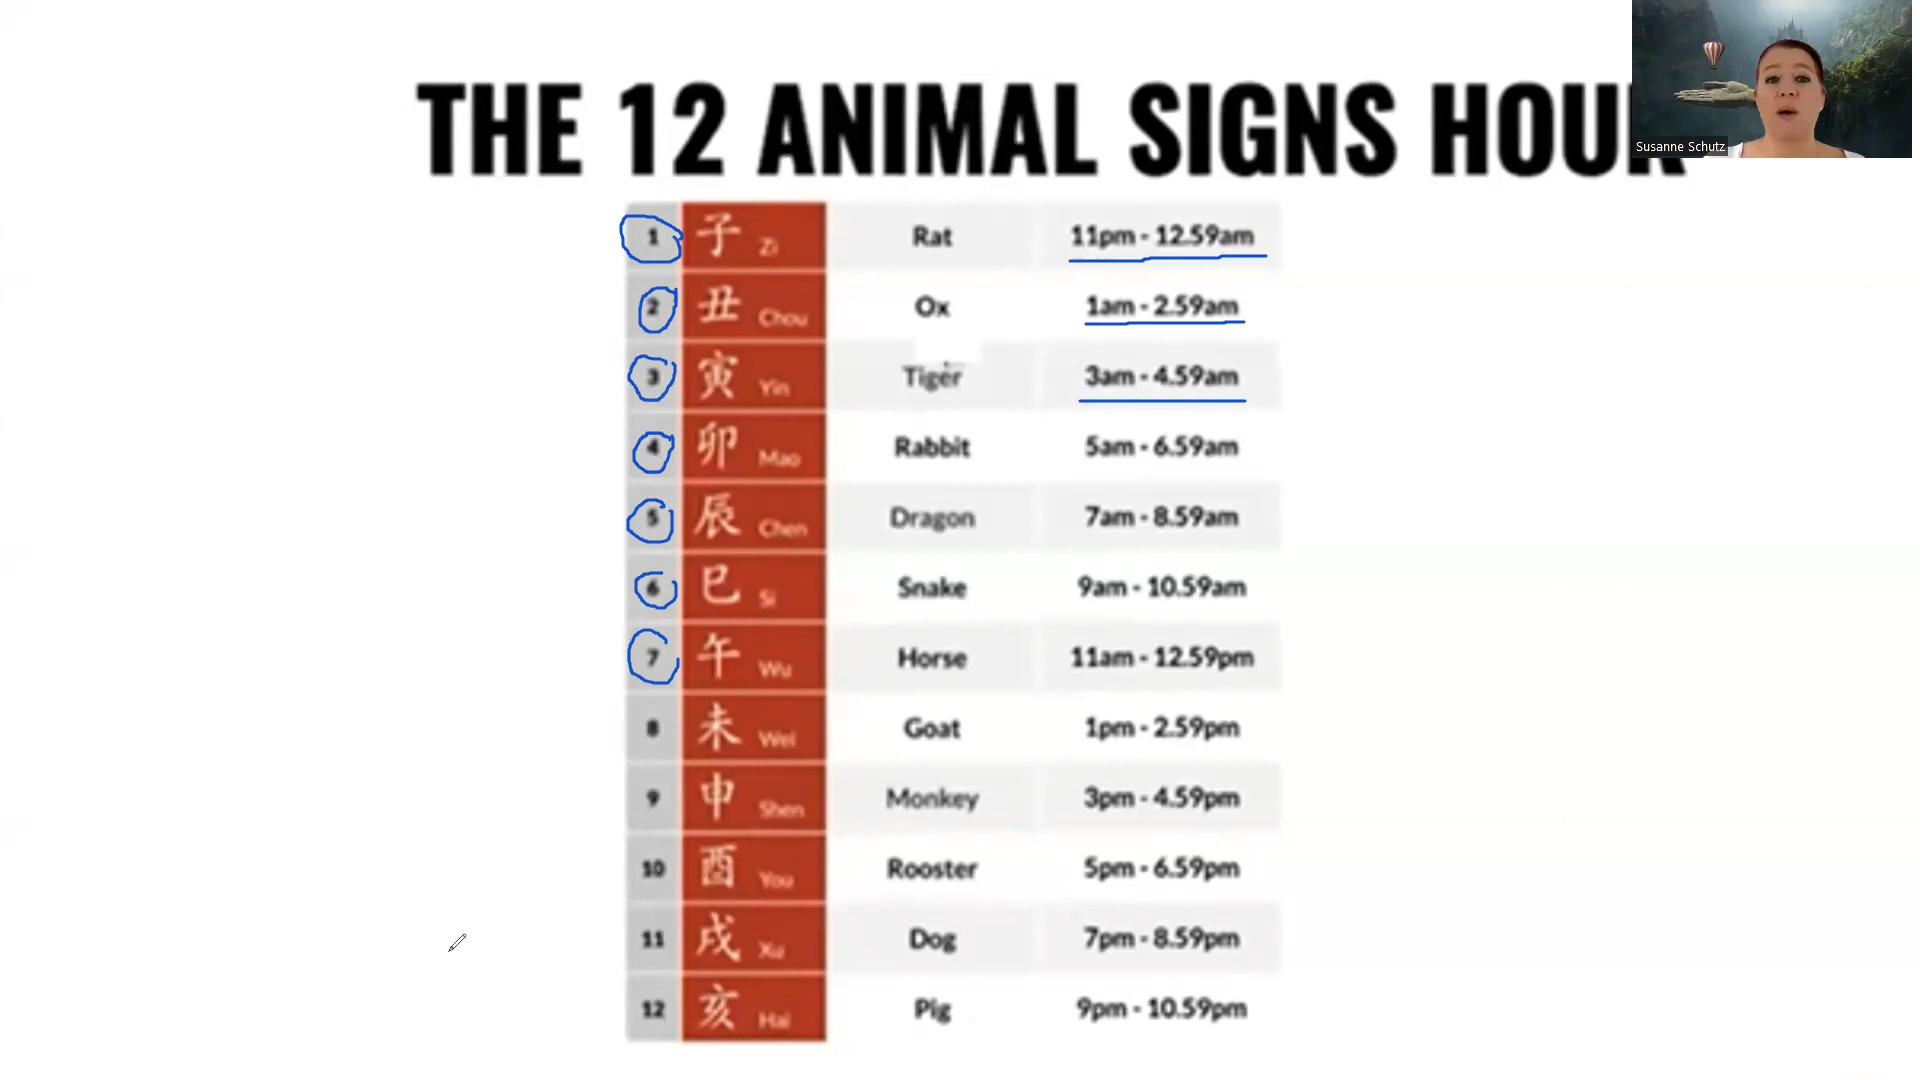 THE 12 ANIMAL SIGNS HOUR
Susanne Schutz
1 子 Zi Rat 11pm - 12.59am
2 丑 Chou Ox 1am - 2.59am
3 寅 Yin Tiger 3am - 4.59am
4 卯 Mao Rabbit 5am - 6.59am
5 辰 Chen Dragon 7am - 8.59am
6 巳 Si Snake 9am - 10.59am
7 午 Wu Horse 11am - 12.59pm
8 未 Wei Goat 1pm - 2.59pm
9 申 Shen Monkey 3pm - 4.59pm
10 酉 You Rooster 5pm - 6.59pm
11 戌 Xu Dog 7pm - 8.59pm
12 亥 Hai Pig 9pm - 10.59pm